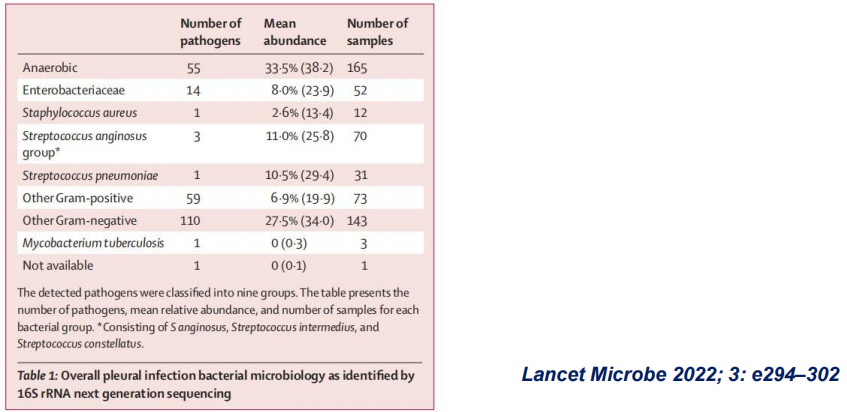 Number of pathogens Mean abundance Number of samples
Anaerobic 55 33·5% (38·2) 165
Enterobacteriaceae 14 8·0% (23·9) 52
Staphylococcus aureus 1 2·6% (13·4) 12
Streptococcus anginosus group* 3 11·0% (25·8) 70
Streptococcus pneumoniae 1 10·5% (29·4) 31
Other Gram-positive 59 6·9% (19·9) 73
Other Gram-negative 110 27·5% (34·0) 143
Mycobacterium tuberculosis 1 0 (0·3) 3
Not available 1 0 (0·1) 1
The detected pathogens were classified into nine groups. The table presents the
number of pathogens, mean relative abundance, and number of samples for each
bacterial group. *Consisting of S anginosus, Streptococcus intermedius, and
Streptococcus constellatus.
Table 1: Overall pleural infection bacterial microbiology as identified by
16S rRNA next generation sequencing
Lancet Microbe 2022; 3: e294–302